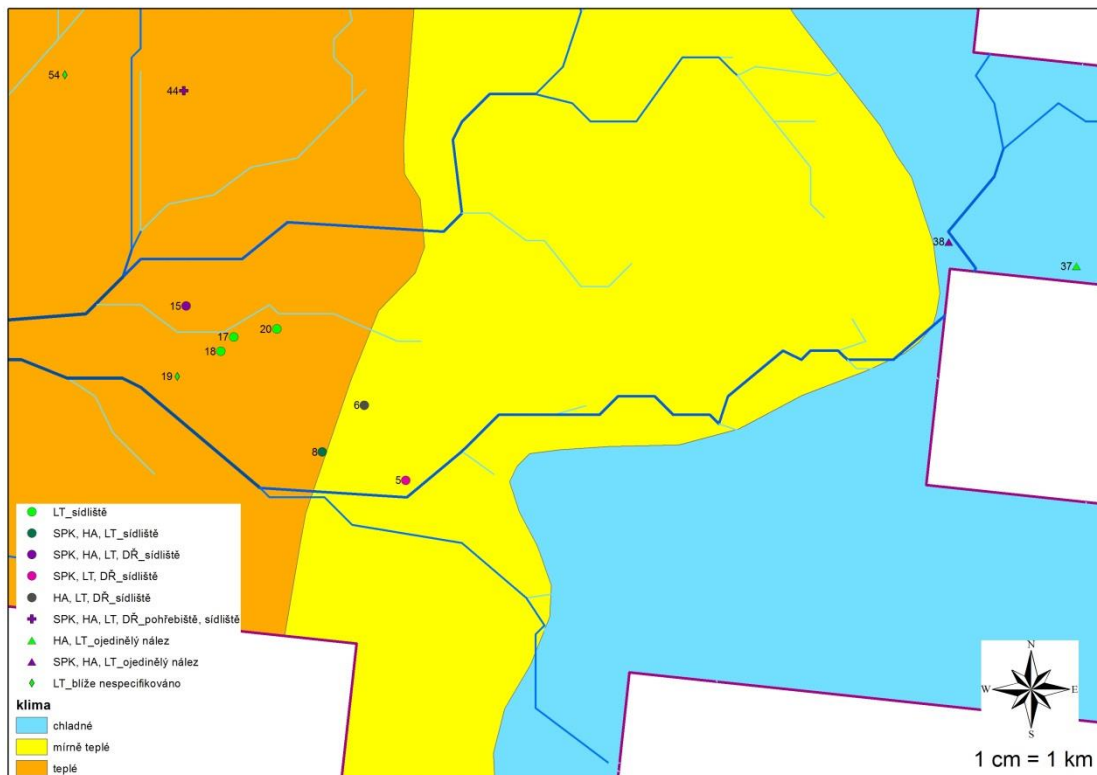 54
44
38
37
15
20
17
18
19
6
8
5
LT_sídliště
SPK, HA, LT_sídliště
SPK, HA, LT, DŘ_sídliště
SPK, LT, DŘ_sídliště
HA, LT, DŘ_sídliště
SPK, HA, LT, DŘ_pohřebiště, sídliště
HA, LT_ojedinělý nález
SPK, HA, LT_ojedinělý nález
LT_blíže nespecifikováno
klima
chladné
mírně teplé
teplé
N
W E
S
1 cm = 1 km